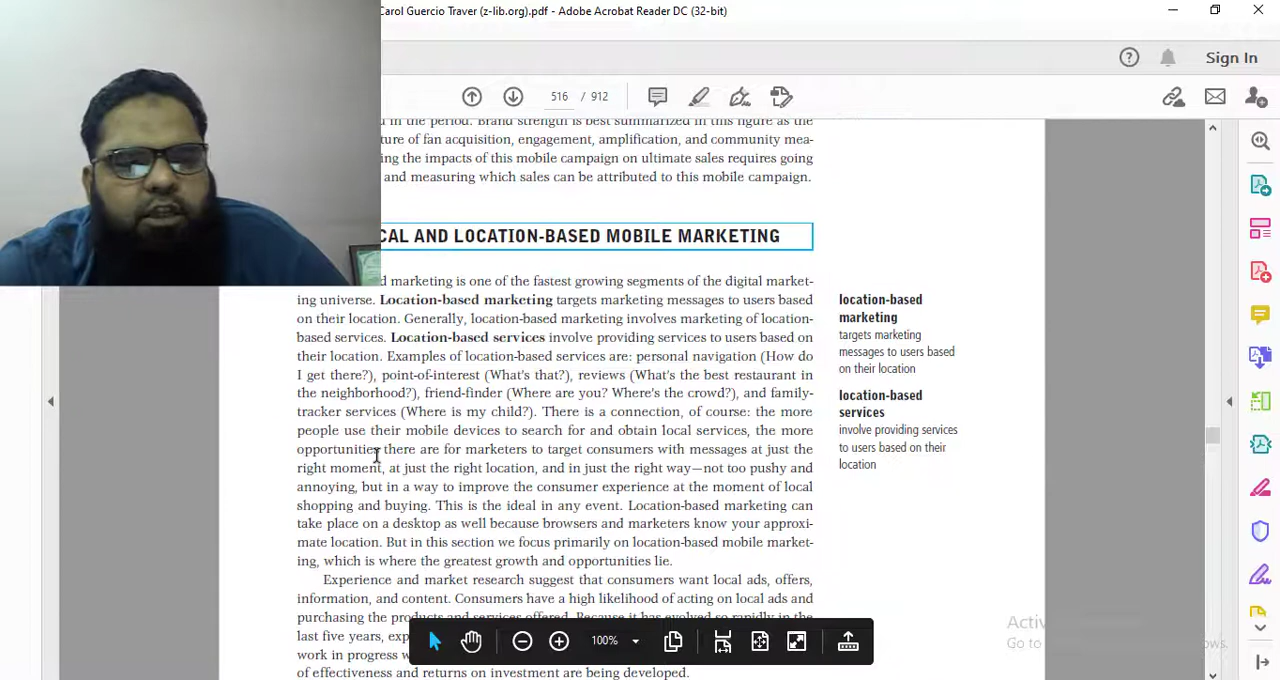 Carol Guercio Traver (z-lib.org).pdf - Adobe Acrobat Reader DC (32-bit)
Sign In
516 / 912
d in the period. Brand strength is best summarized in this figure as the
ture of fan acquisition, engagement, amplification, and community mea-
ing the impacts of this mobile campaign on ultimate sales requires going
and measuring which sales can be attributed to this mobile campaign.
CAL AND LOCATION-BASED MOBILE MARKETING
d marketing is one of the fastest growing segments of the digital market-
ing universe. Location-based marketing targets marketing messages to users based
on their location. Generally, location-based marketing involves marketing of location-
based services. Location-based services involve providing services to users based on
their location. Examples of location-based services are: personal navigation (How do
I get there?), point-of-interest (What's that?), reviews (What's the best restaurant in
the neighborhood?), friend-finder (Where are you? Where's the crowd?), and family-
tracker services (Where is my child?). There is a connection, of course: the more
people use their mobile devices to search for and obtain local services, the more
opportunities there are for marketers to target consumers with messages at just the
right moment, at just the right location, and in just the right way—not too pushy and
annoying, but in a way to improve the consumer experience at the moment of local
shopping and buying. This is the ideal in any event. Location-based marketing can
take place on a desktop as well because browsers and marketers know your approxi-
mate location. But in this section we focus primarily on location-based mobile market-
ing, which is where the greatest growth and opportunities lie.
Experience and market research suggest that consumers want local ads, offers,
information, and content. Consumers have a high likelihood of acting on local ads and
purchasing the products and services offered. Because it has evolved so rapidly in the
last five years, exp
work in progress w
of effectiveness and returns on investment are being developed.
location-based
marketing
targets marketing
messages to users based
on their location
location-based
services
involve providing services
to users based on their
location
100%
Activ
Go to
ows.